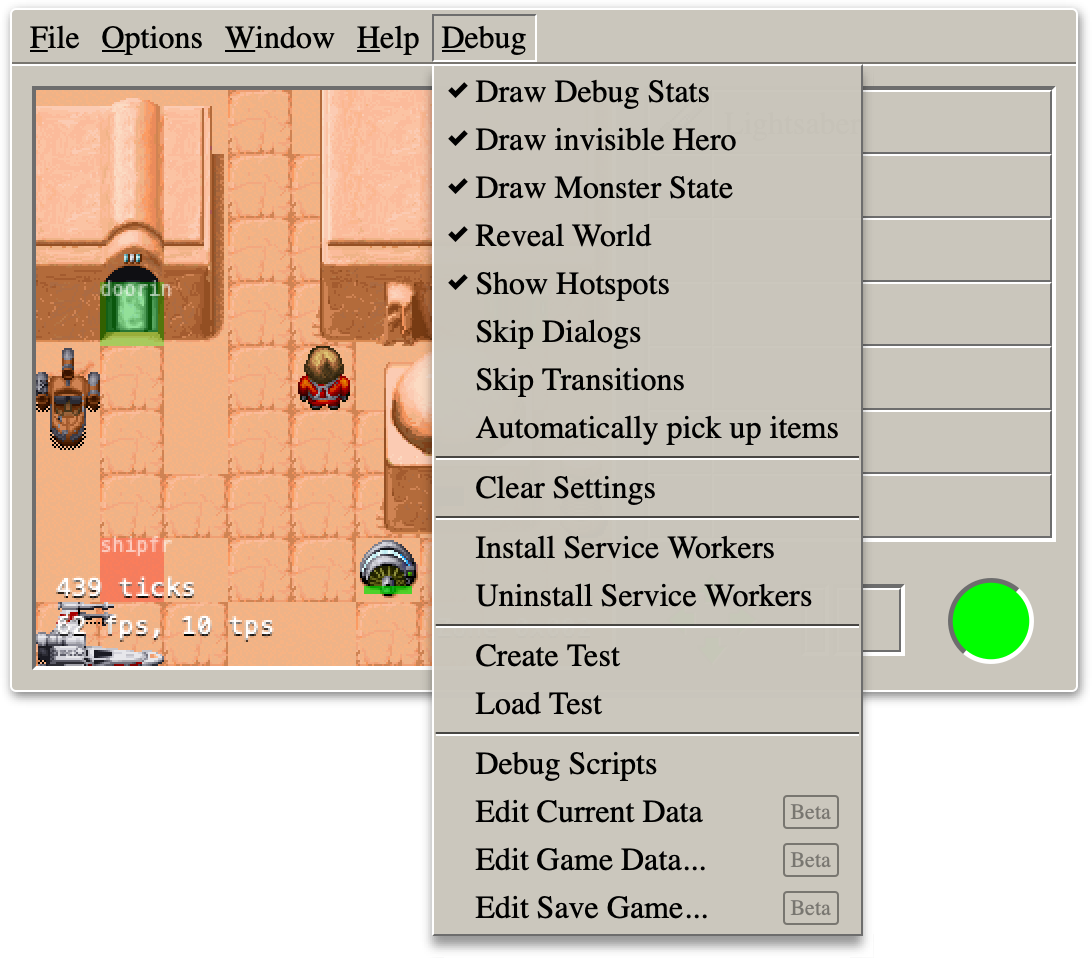 File Options Window Help Debug
Draw Debug Stats
Lightsaber
Draw invisible Hero
Draw Monster State
Reveal World
Show Hotspots
doorin
Skip Dialogs
Skip Transitions
Automatically pick up items
Clear Settings
shipfr
Install Service Workers
439 ticks
Uninstall Service Workers
62 fps, 10 tps
Create Test
Load Test
Debug Scripts
Edit Current Data Beta
Edit Game Data... Beta
Edit Save Game... Beta